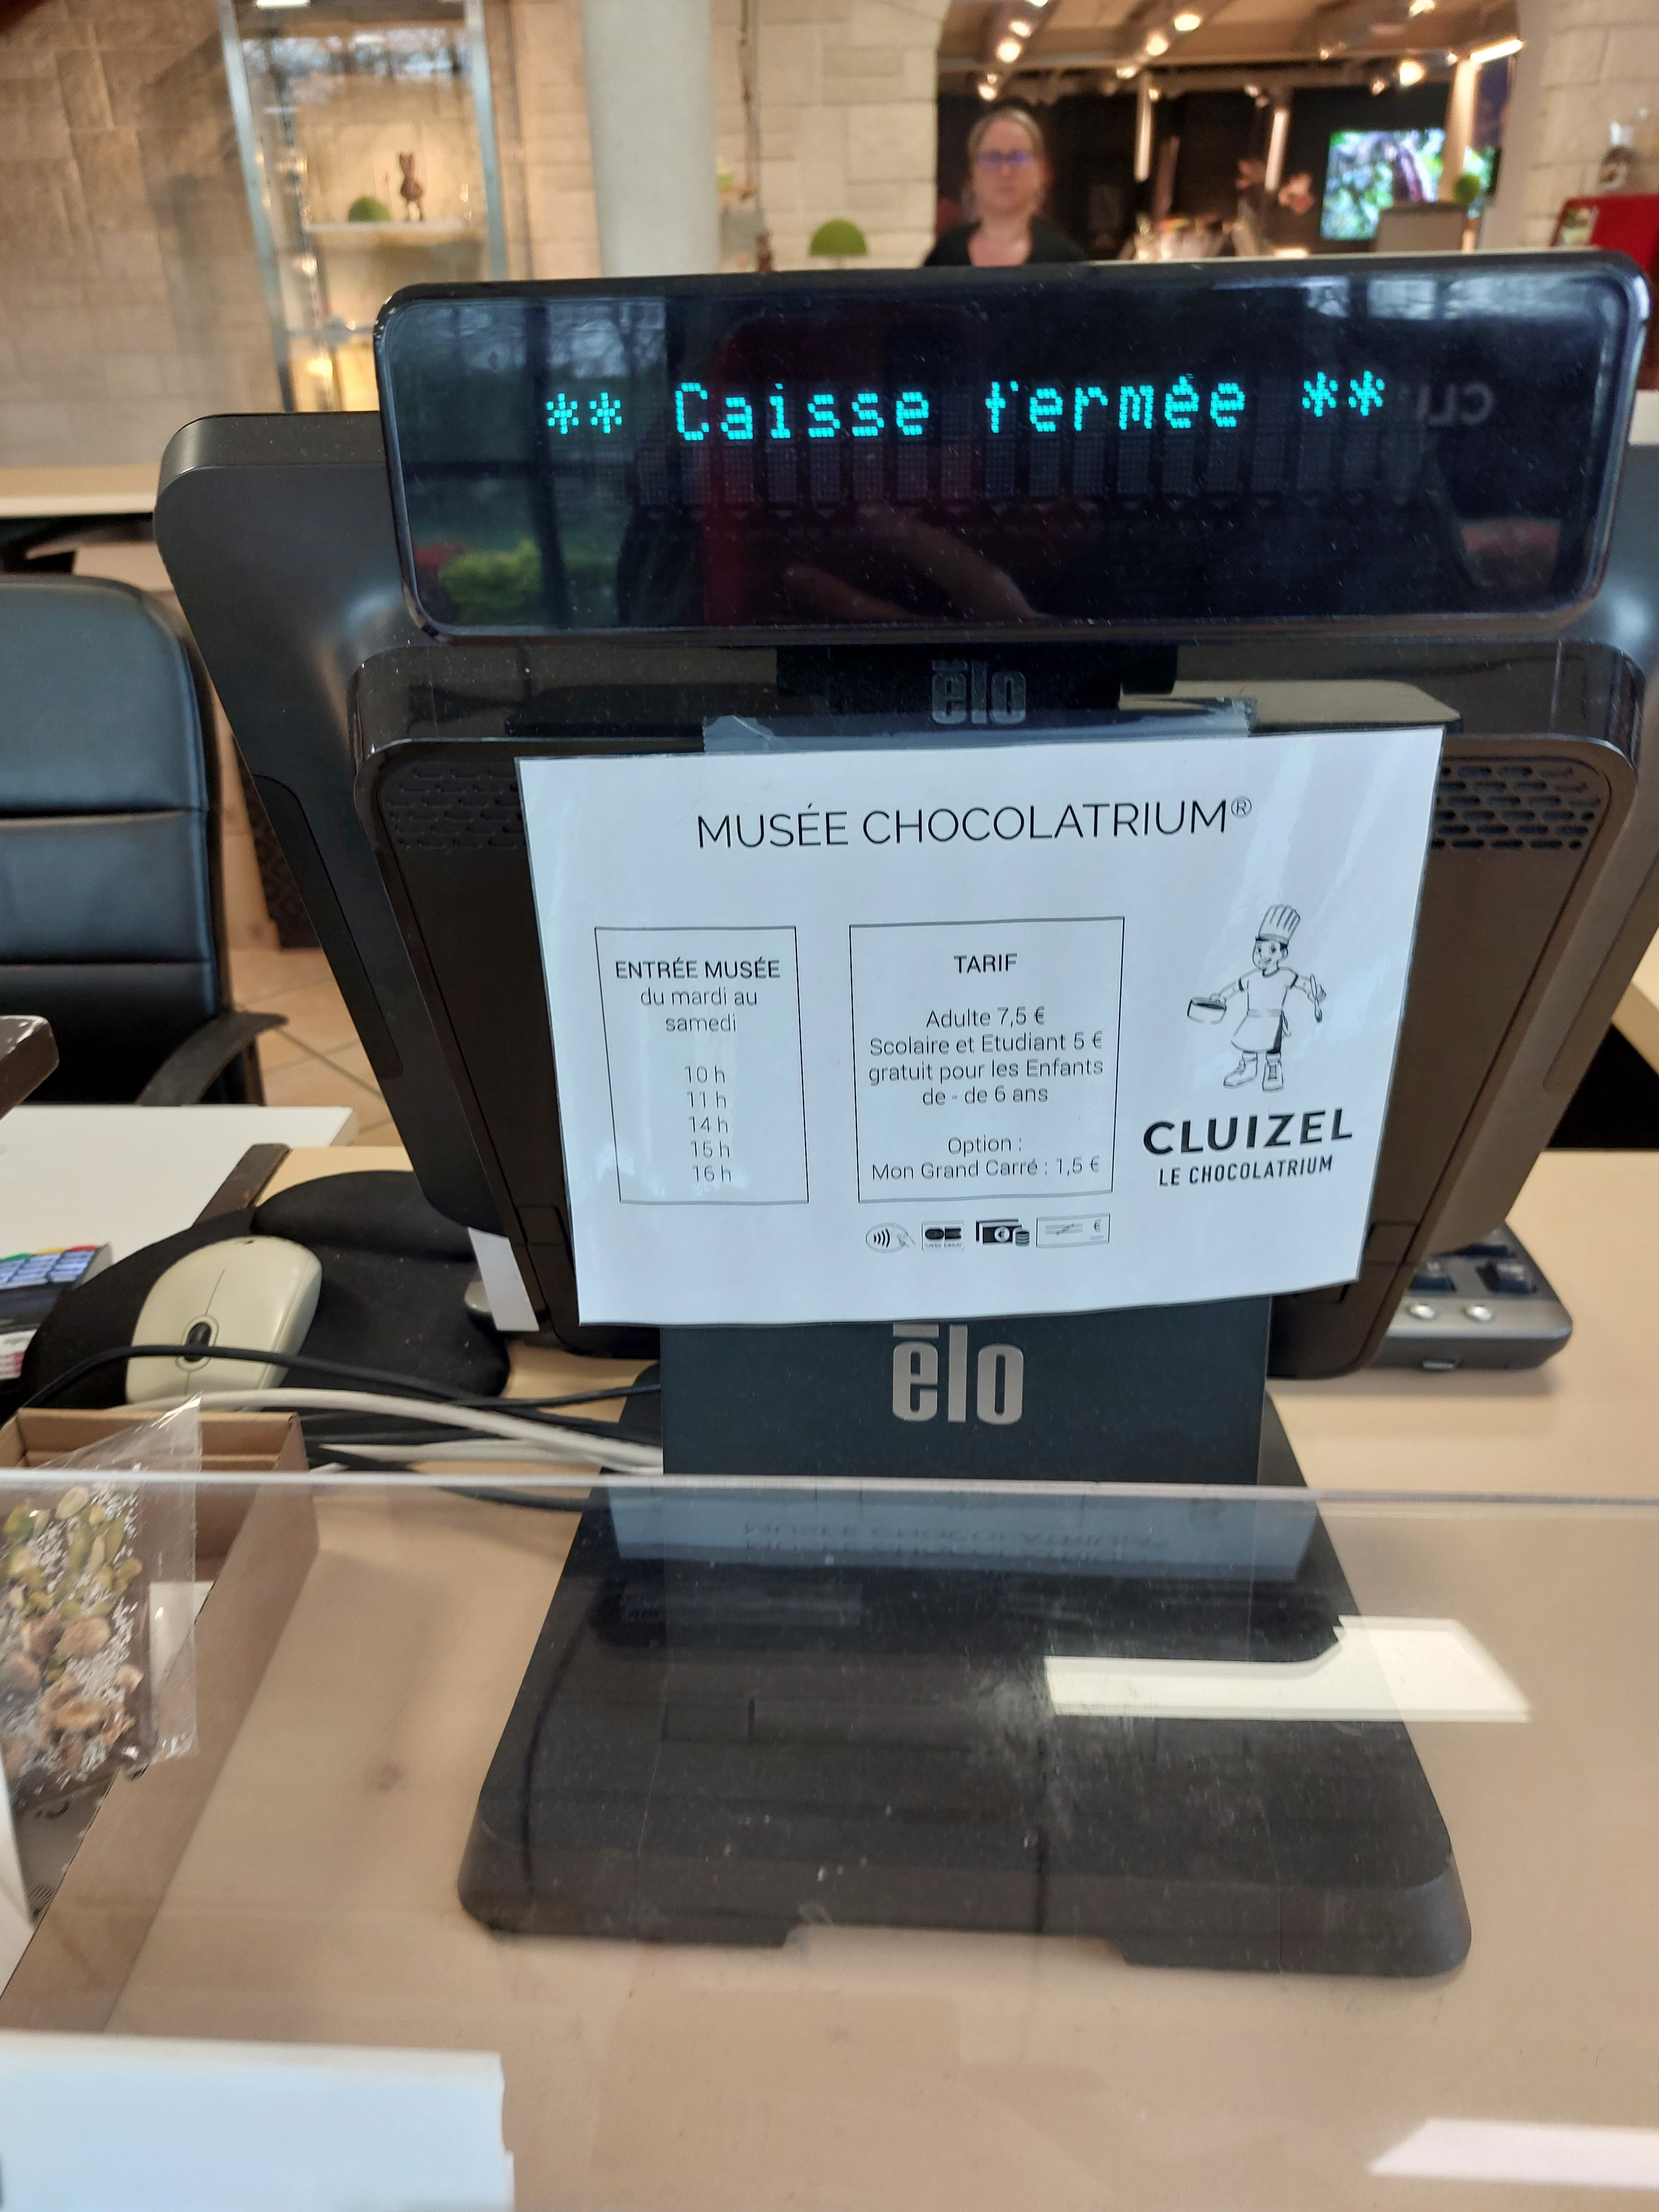 ** Caisse fermée **
élo
MUSÉE CHOCOLATRIUM®
ENTRÉE MUSÉE
du mardi au
samedi
10 h
11 h
14 h
15 h
16 h
TARIF
Adulte 7,5 €
Scolaire et Etudiant 5 €
gratuit pour les Enfants
de - de 6 ans
Option :
Mon Grand Carré : 1,5 €
CLUIZEL
LE CHOCOLATRIUM
élo